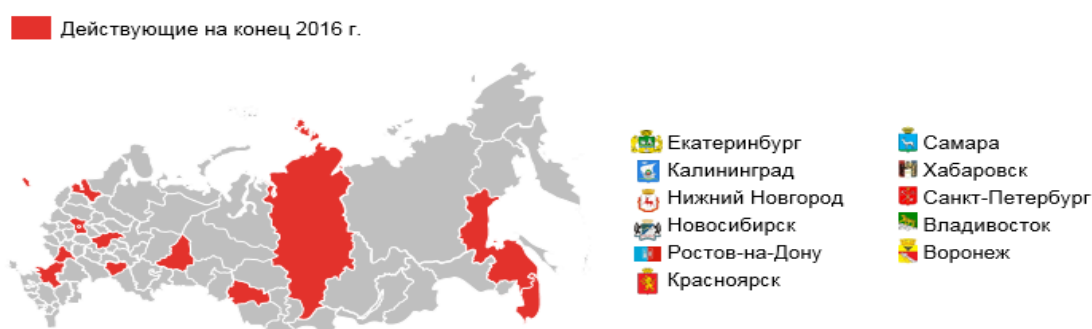 Действующие на конец 2016 г.
Екатеринбург
Калининград
Нижний Новгород
Новосибирск
Ростов-на-Дону
Красноярск
Самара
Хабаровск
Санкт-Петербург
Владивосток
Воронеж